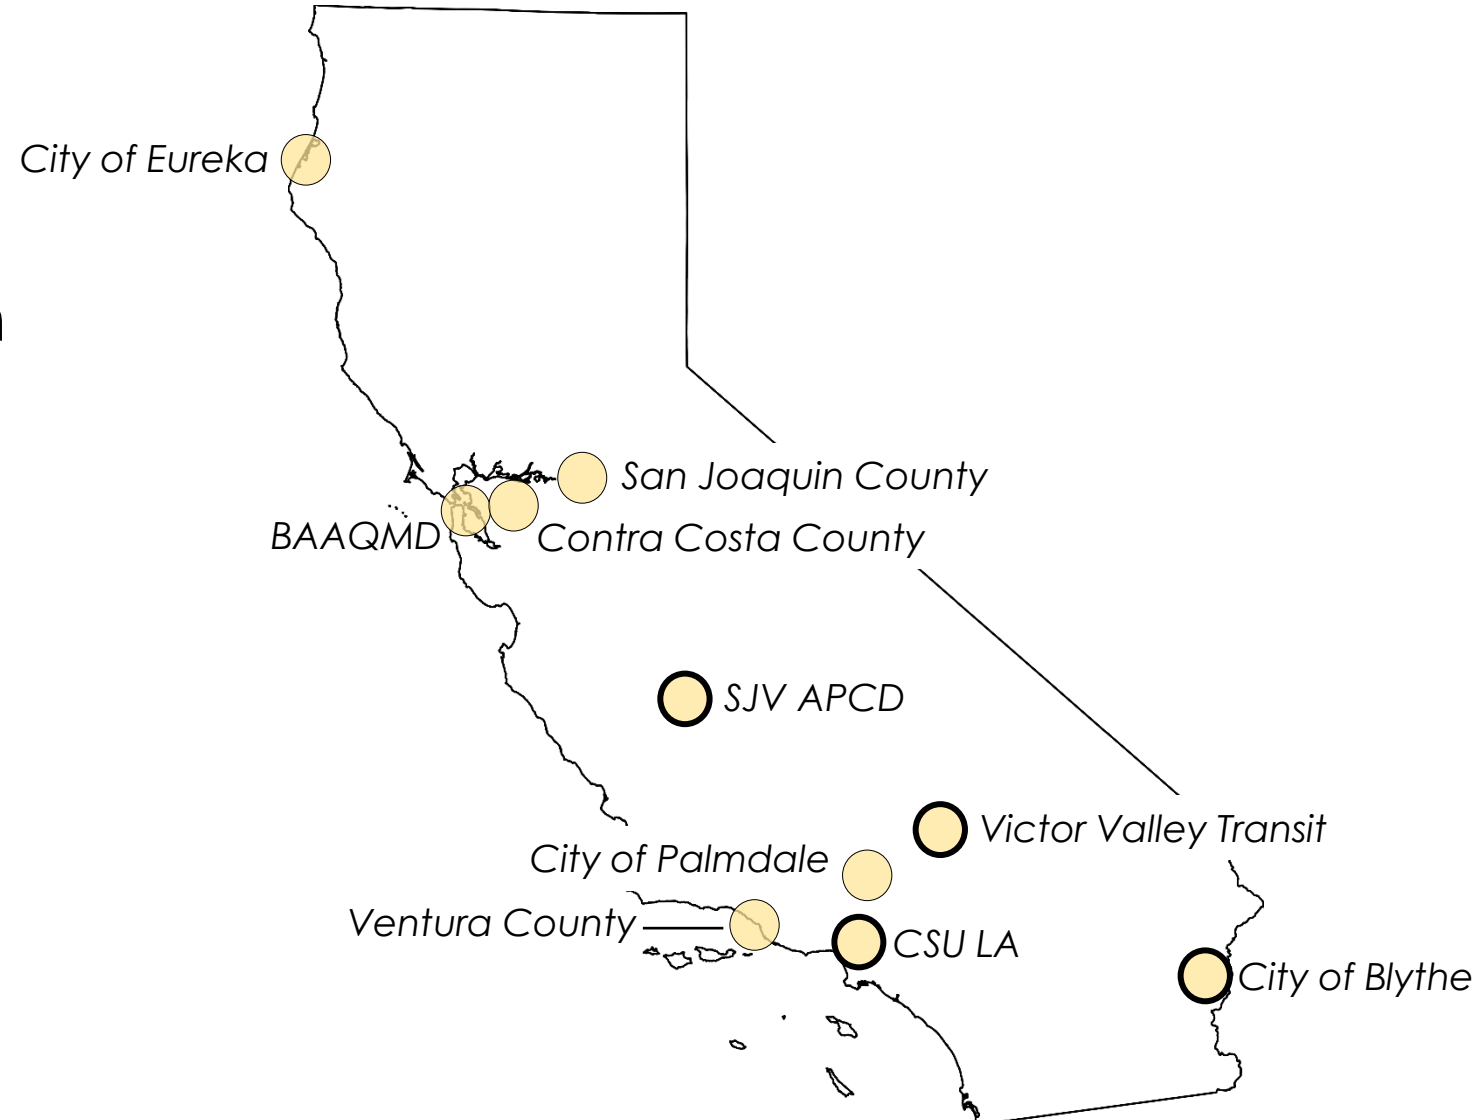 City of Eureka
San Joaquin County
BAAQMD
Contra Costa County
SJV APCD
Victor Valley Transit
City of Palmdale
Ventura County
CSU LA
City of Blythe